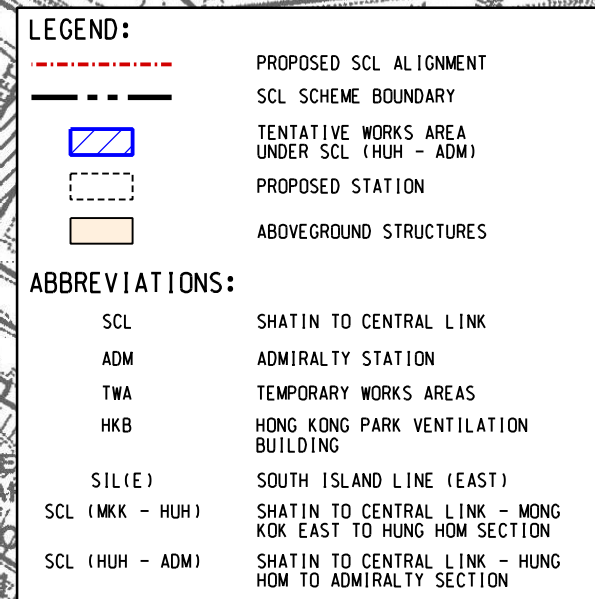 LEGEND:
PROPOSED SCL ALIGNMENT
SCL SCHEME BOUNDARY
TENTATIVE WORKS AREA
UNDER SCL (HUH - ADM)
PROPOSED STATION
ABOVEGROUND STRUCTURES
ABBREVIATIONS:
SCL SHATIN TO CENTRAL LINK
ADM ADMIRALTY STATION
TWA TEMPORARY WORKS AREAS
HKB HONG KONG PARK VENTILATION
BUILDING
SIL(E) SOUTH ISLAND LINE (EAST)
SCL (MKK - HUH) SHATIN TO CENTRAL LINK - MONG
KOK EAST TO HUNG HOM SECTION
SCL (HUH - ADM) SHATIN TO CENTRAL LINK - HUNG
HOM TO ADMIRALTY SECTION